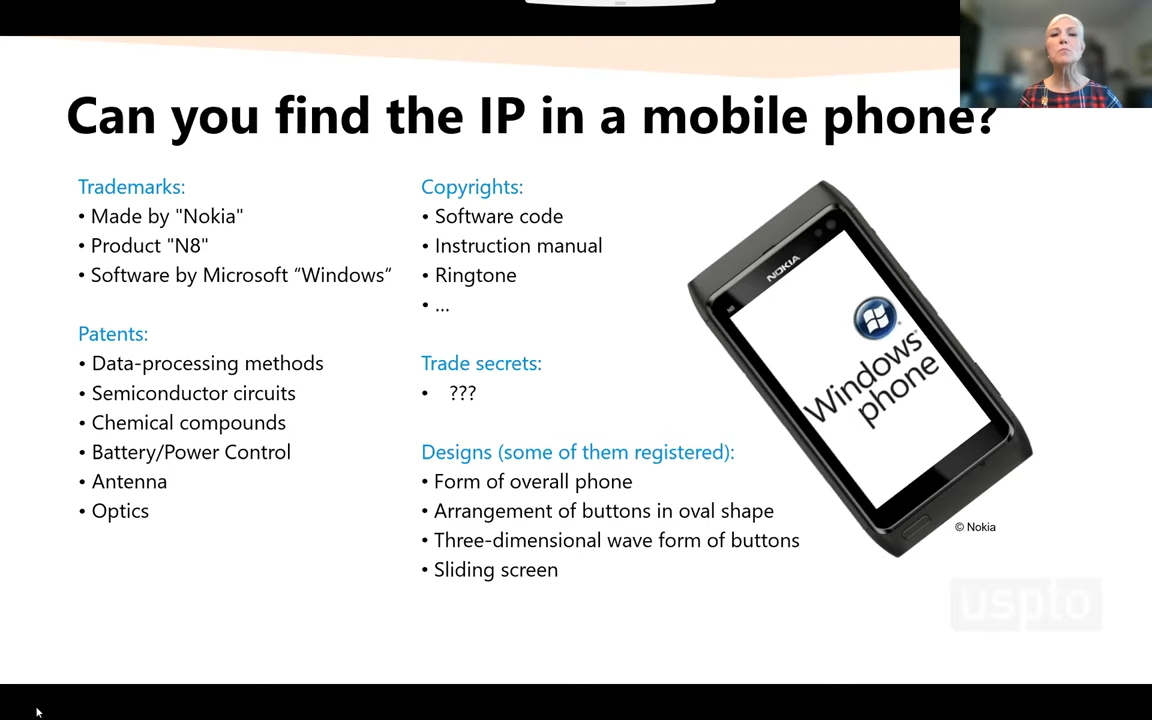 Can you find the IP in a mobile phone?
Trademarks:
• Made by "Nokia"
• Product "N8"
• Software by Microsoft “Windows“
Patents:
• Data-processing methods
• Semiconductor circuits
• Chemical compounds
• Battery/Power Control
• Antenna
• Optics
Copyrights:
• Software code
• Instruction manual
• Ringtone
• ...
Trade secrets:
• ???
Designs (some of them registered):
• Form of overall phone
• Arrangement of buttons in oval shape
• Three-dimensional wave form of buttons
• Sliding screen
NOKIA
N8
Windows
phone
© Nokia
uspto